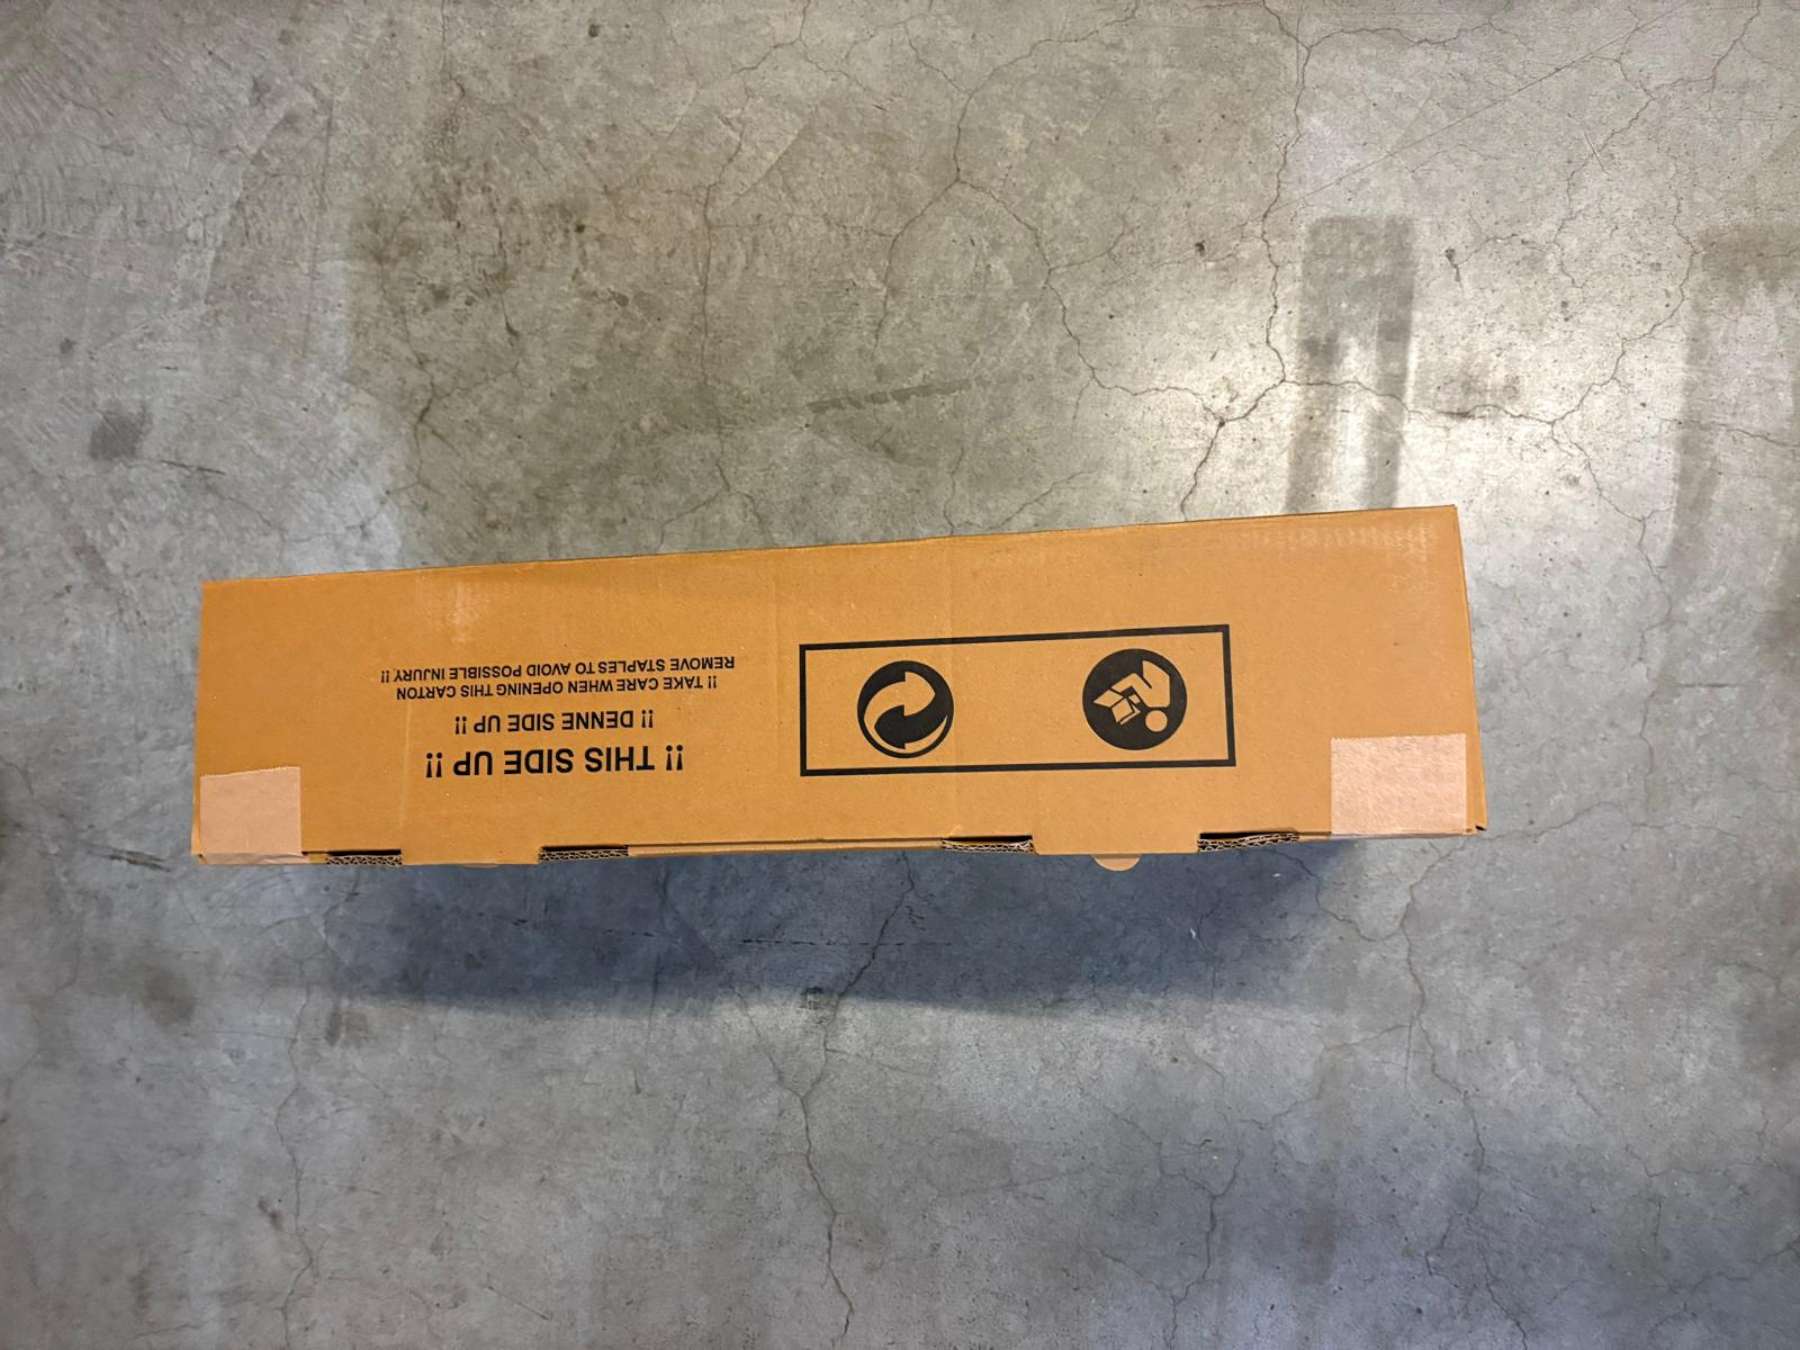 !! THIS SIDE UP !!
!! DENNE SIDE UP !!
!! TAKE CARE WHEN OPENING THIS CARTON
REMOVE STAPLES TO AVOID POSSIBLE INJURY !!